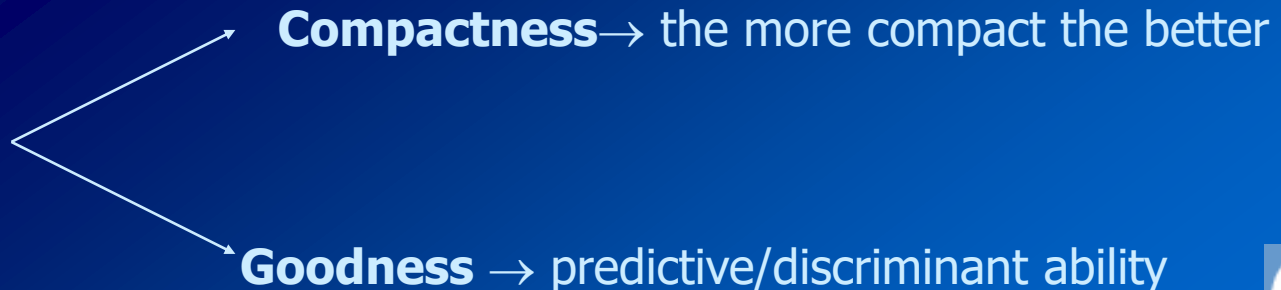 Compactness→ the more compact the better
Goodness → predictive/discriminant ability